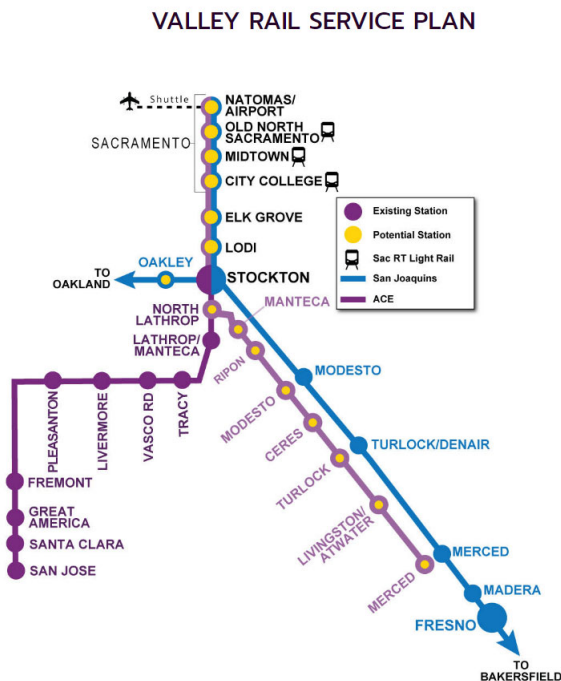 VALLEY RAIL SERVICE PLAN
Shuttle
NATOMAS/
AIRPORT
SACRAMENTO
OLD NORTH
SACRAMENTO
MIDTOWN
CITY COLLEGE
ELK GROVE
LODI
OAKLEY
TO
OAKLAND
STOCKTON
Existing Station
Potential Station
Sac RT Light Rail
San Joaquins
ACE
NORTH
LATHROP
MANTECA
LATHROP/
MANTECA
RIPON
MODESTO
MODESTO
CERES
TURLOCK/DENAIR
TURLOCK
LIVINGSTON/
ATWATER
MERCED
MERCED
MADERA
FRESNO
TO
BAKERSFIELD
PLEASANTON
LIVERMORE
VASCO RD
TRACY
FREMONT
GREAT
AMERICA
SANTA CLARA
SAN JOSE